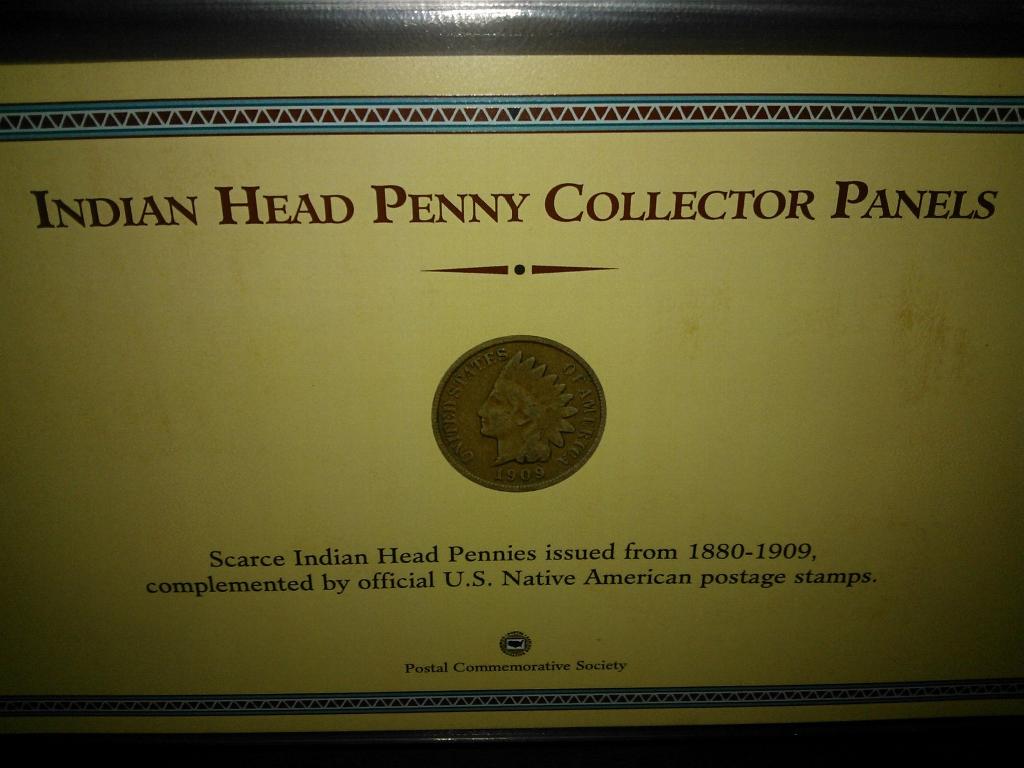 INDIAN HEAD PENNY COLLECTOR PANELS
UNITED STATES OF AMERICA
1909
Scarce Indian Head Pennies issued from 1880-1909,
complemented by official U.S. Native American postage stamps.
Postal Commemorative Society